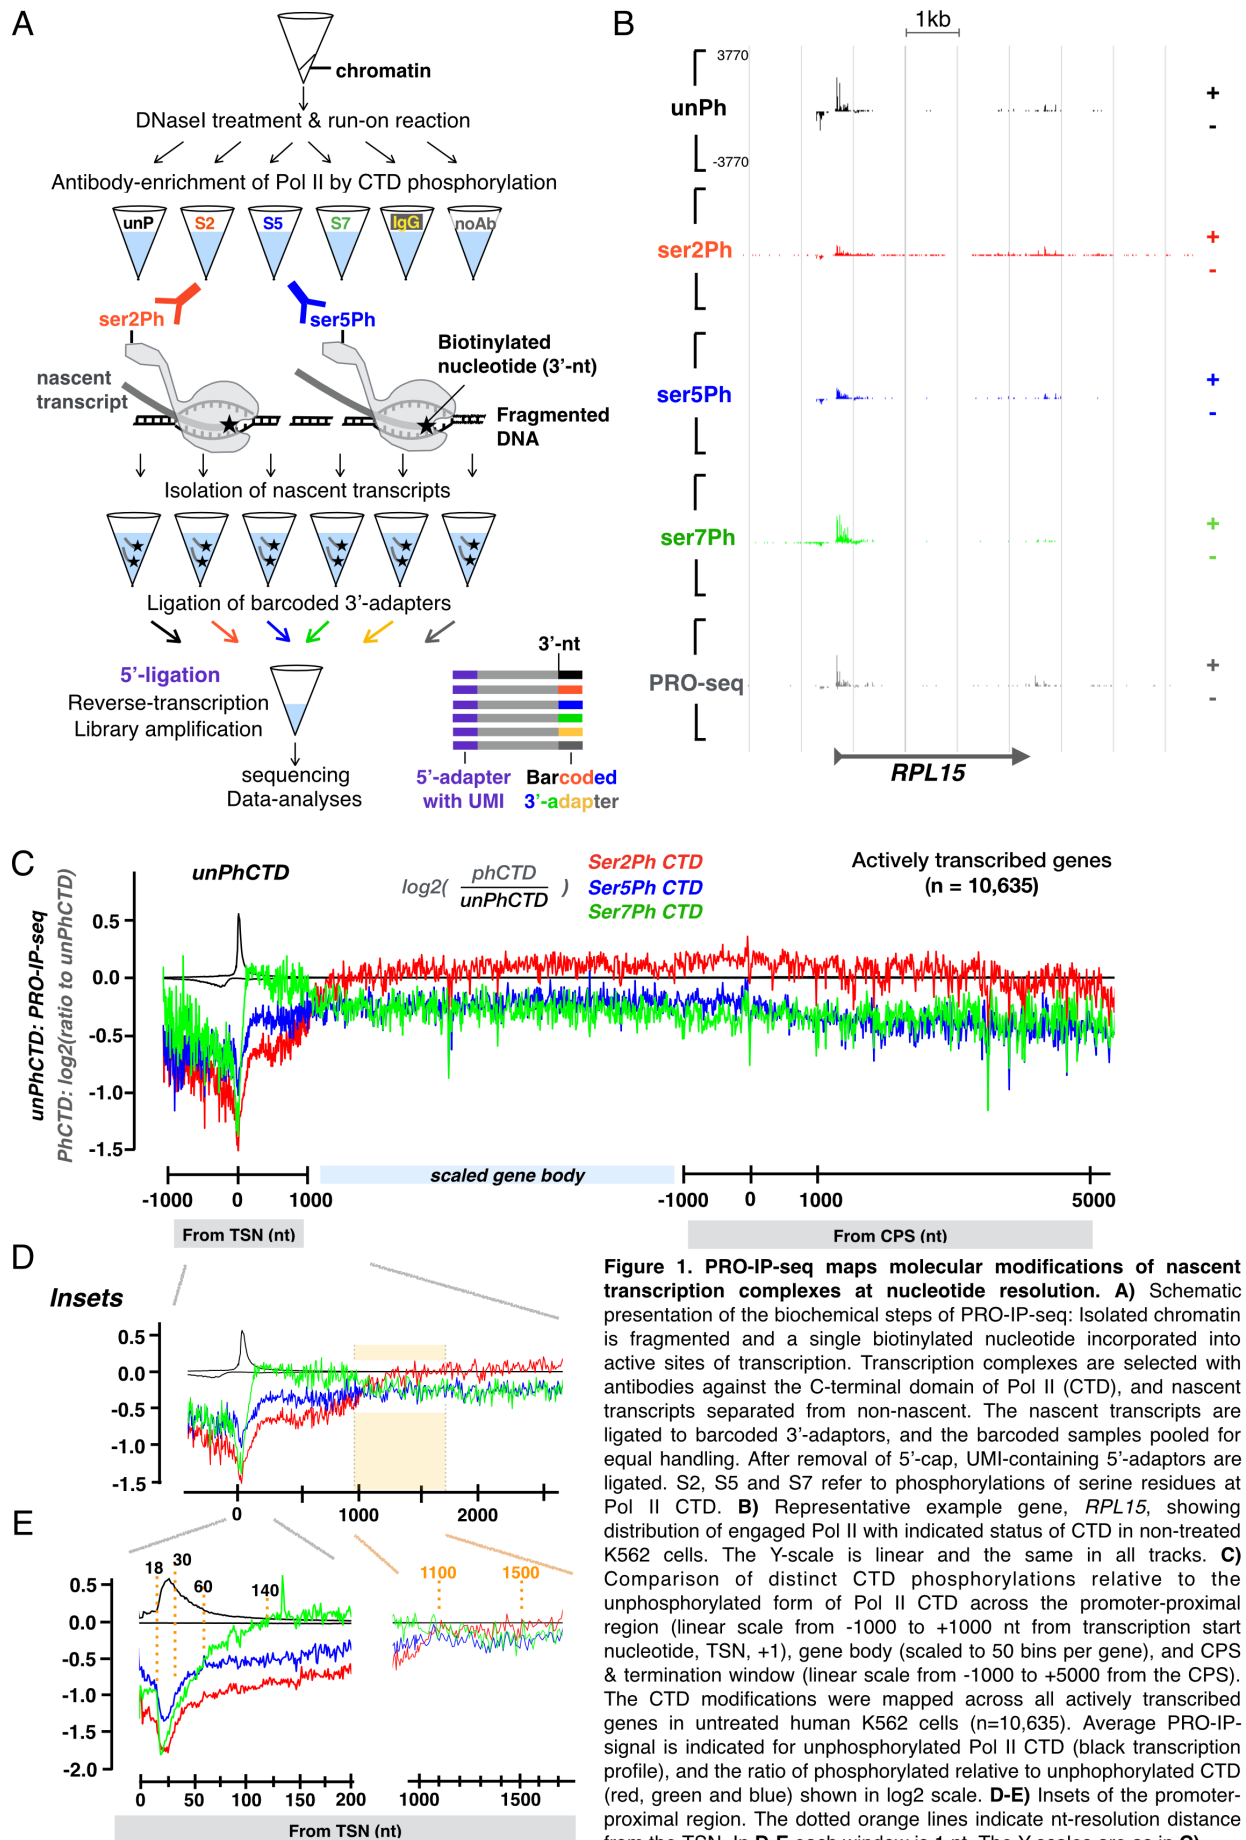 A
chromatin
DNaseI treatment & run-on reaction
Antibody-enrichment of Pol II by CTD phosphorylation
unP S2 S5 S7 IgG noAb
ser2Ph ser5Ph
Biotinylated
nucleotide (3’-nt)
nascent
transcript
Fragmented
DNA
Isolation of nascent transcripts
Ligation of barcoded 3’-adapters
5’-ligation
Reverse-transcription
Library amplification
3’-nt
sequencing
Data-analyses
5’-adapter
with UMI
Barcoded
3’-adapter
B
1kb
3770
unPh
-3770
+
-
ser2Ph
+
-
ser5Ph
+
-
ser7Ph
+
-
PRO-seq
+
-
RPL15
C
unPhCTD
log2( phCTD / unPhCTD )
Ser2Ph CTD
Ser5Ph CTD
Ser7Ph CTD
Actively transcribed genes
(n = 10,635)
unPhCTD: PRO-IP-seq
PhCTD: log2(ratio to unPhCTD)
0.5
0.0
-0.5
-1.0
-1.5
scaled gene body
-1000 0 1000 -1000 0 1000 5000
From TSN (nt) From CPS (nt)
D
Insets
0.5
0.0
-0.5
-1.0
-1.5
0 1000 2000
E
18 30 60 140 1100 1500
0.5
0.0
-0.5
-1.0
-1.5
-2.0
0 50 100 150 200 1000 1500
From TSN (nt)
Figure 1. PRO-IP-seq maps molecular modifications of nascent
transcription complexes at nucleotide resolution. A) Schematic
presentation of the biochemical steps of PRO-IP-seq: Isolated chromatin
is fragmented and a single biotinylated nucleotide incorporated into
active sites of transcription. Transcription complexes are selected with
antibodies against the C-terminal domain of Pol II (CTD), and nascent
transcripts separated from non-nascent. The nascent transcripts are
ligated to barcoded 3’-adaptors, and the barcoded samples pooled for
equal handling. After removal of 5’-cap, UMI-containing 5’-adaptors are
ligated. S2, S5 and S7 refer to phosphorylations of serine residues at
Pol II CTD. B) Representative example gene, RPL15, showing
distribution of engaged Pol II with indicated status of CTD in non-treated
K562 cells. The Y-scale is linear and the same in all tracks. C)
Comparison of distinct CTD phosphorylations relative to the
unphosphorylated form of Pol II CTD across the promoter-proximal
region (linear scale from -1000 to +1000 nt from transcription start
nucleotide, TSN, +1), gene body (scaled to 50 bins per gene), and CPS
& termination window (linear scale from -1000 to +5000 from the CPS).
The CTD modifications were mapped across all actively transcribed
genes in untreated human K562 cells (n=10,635). Average PRO-IP-
signal is indicated for unphosphorylated Pol II CTD (black transcription
profile), and the ratio of phosphorylated relative to unphophorylated CTD
(red, green and blue) shown in log2 scale. D-E) Insets of the promoter-
proximal region. The dotted orange lines indicate nt-resolution distance
from the TSN. In D-E each window is 1 nt. The Y-scales are as in C).